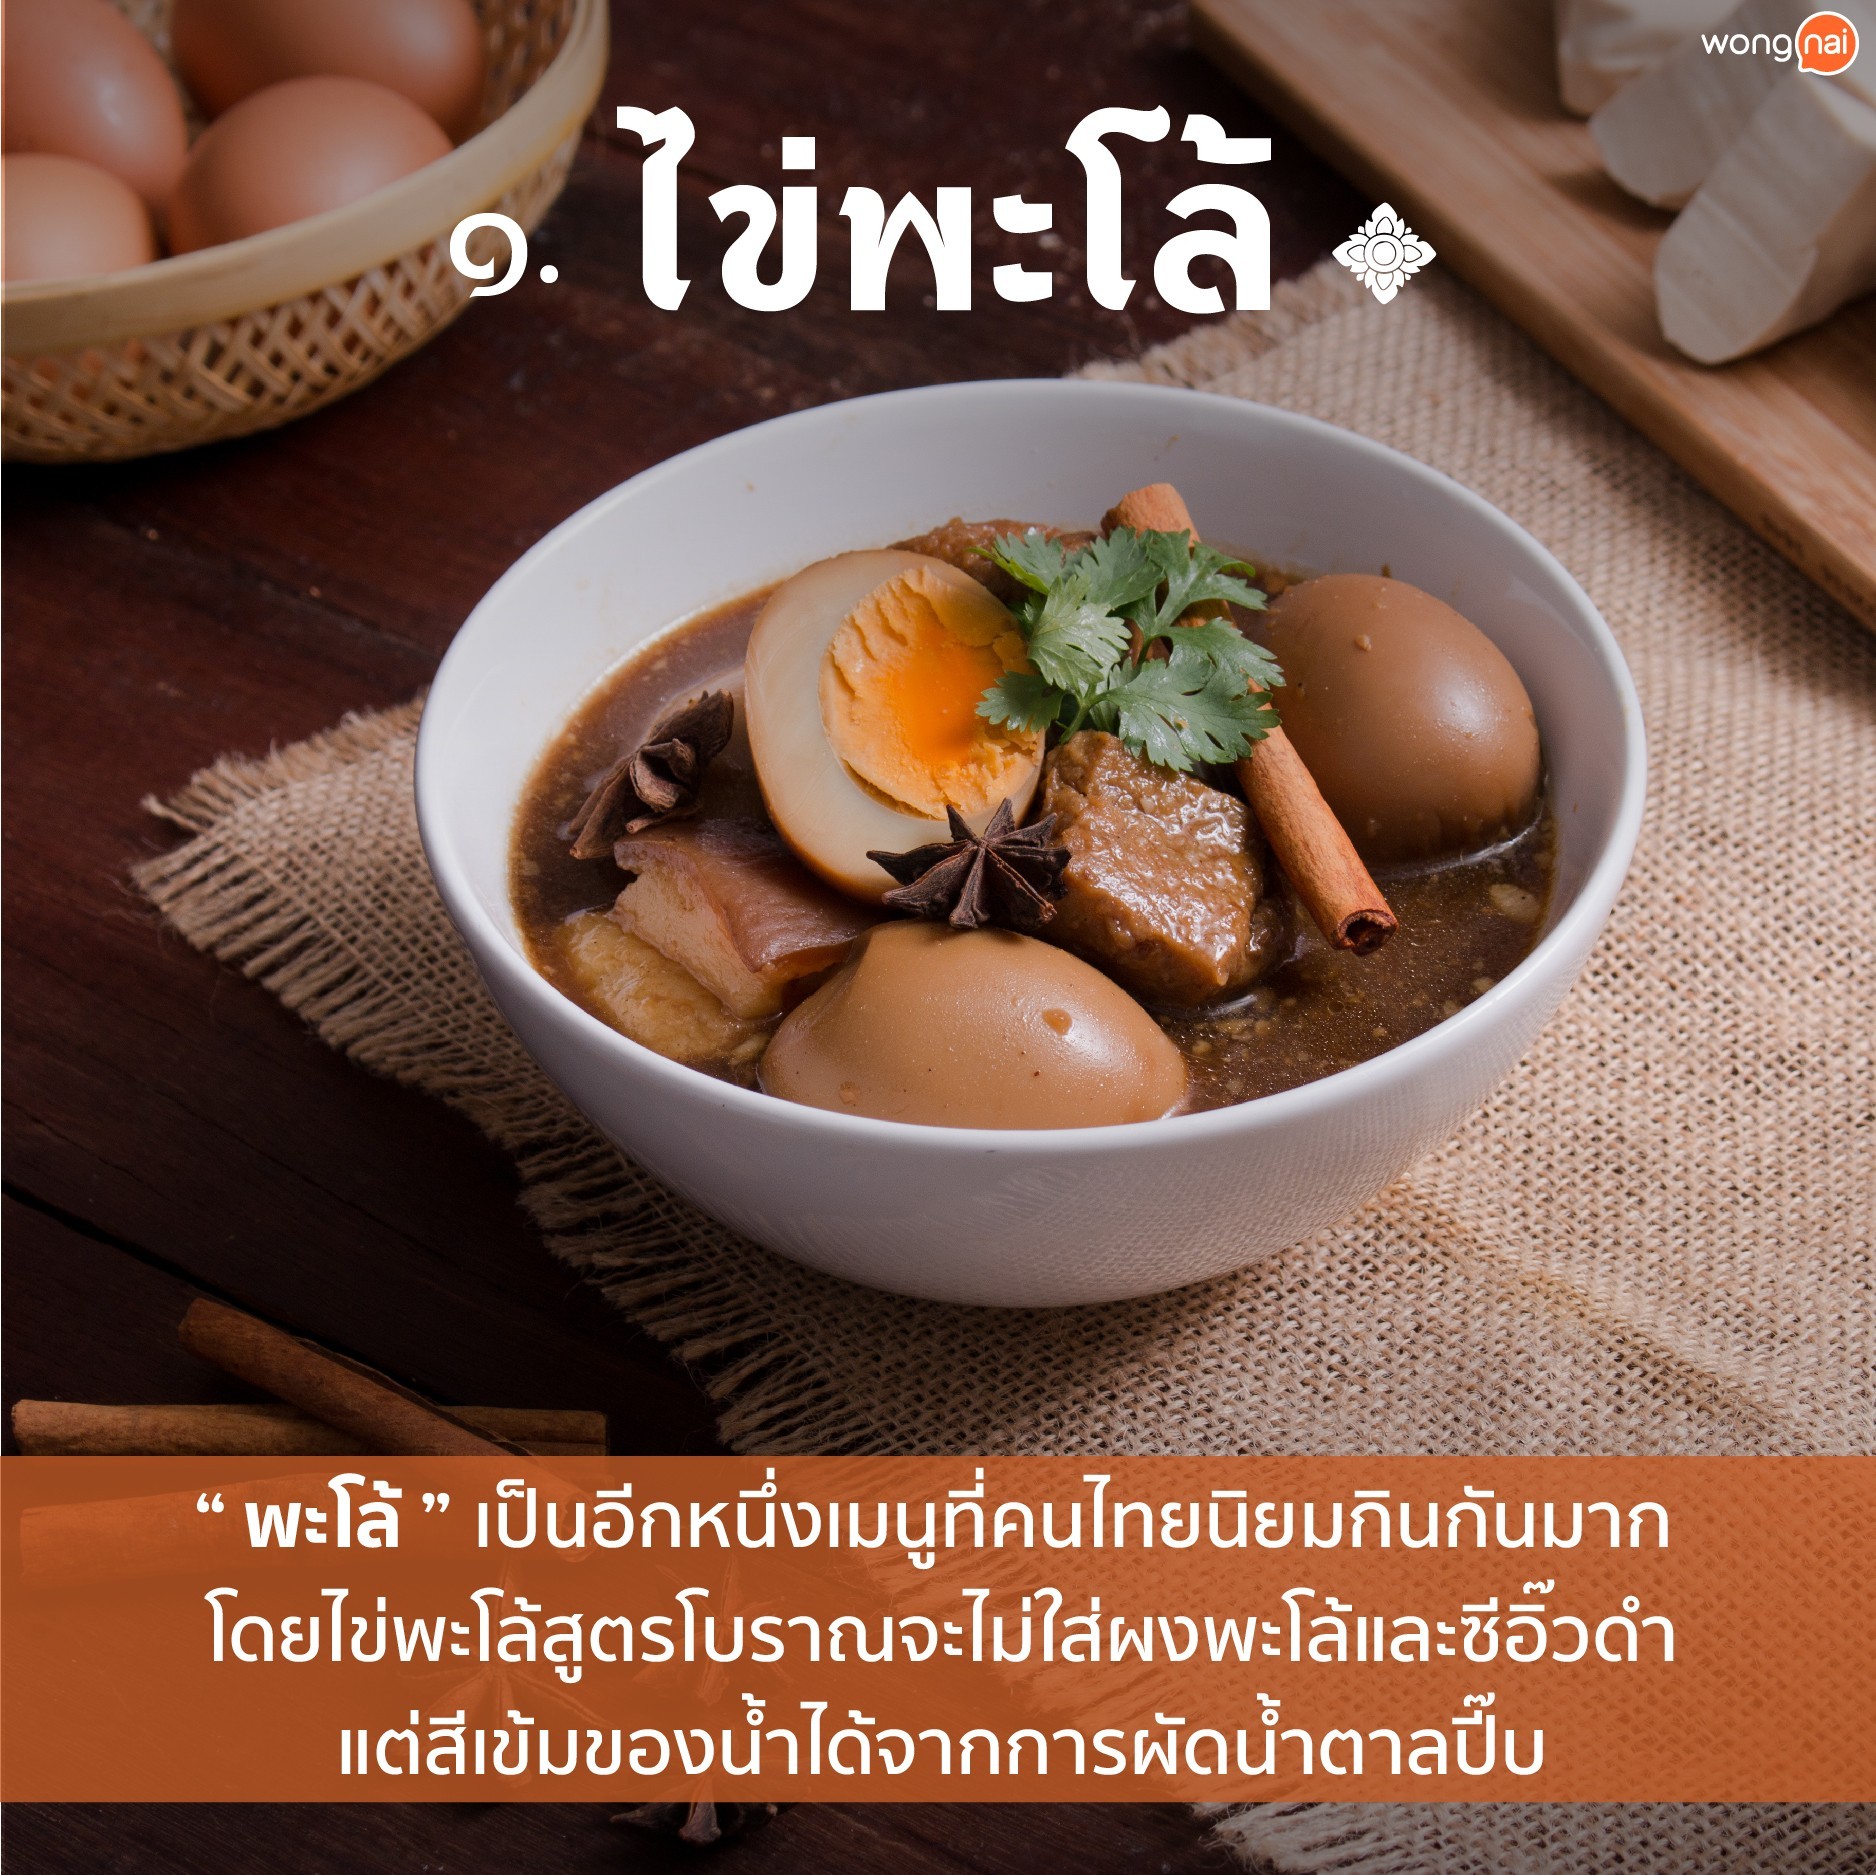 wongnai
๑. ไข่พะโล้
“ พะโล้ ” เป็นอีกหนึ่งเมนูที่คนไทยนิยมกินกันมาก
โดยไข่พะโล้สูตรโบราณจะไม่ใส่ผงพะโล้และซีอิ๊วดำ
แต่สีเข้มของน้ำได้จากการผัดน้ำตาลปี๊บ